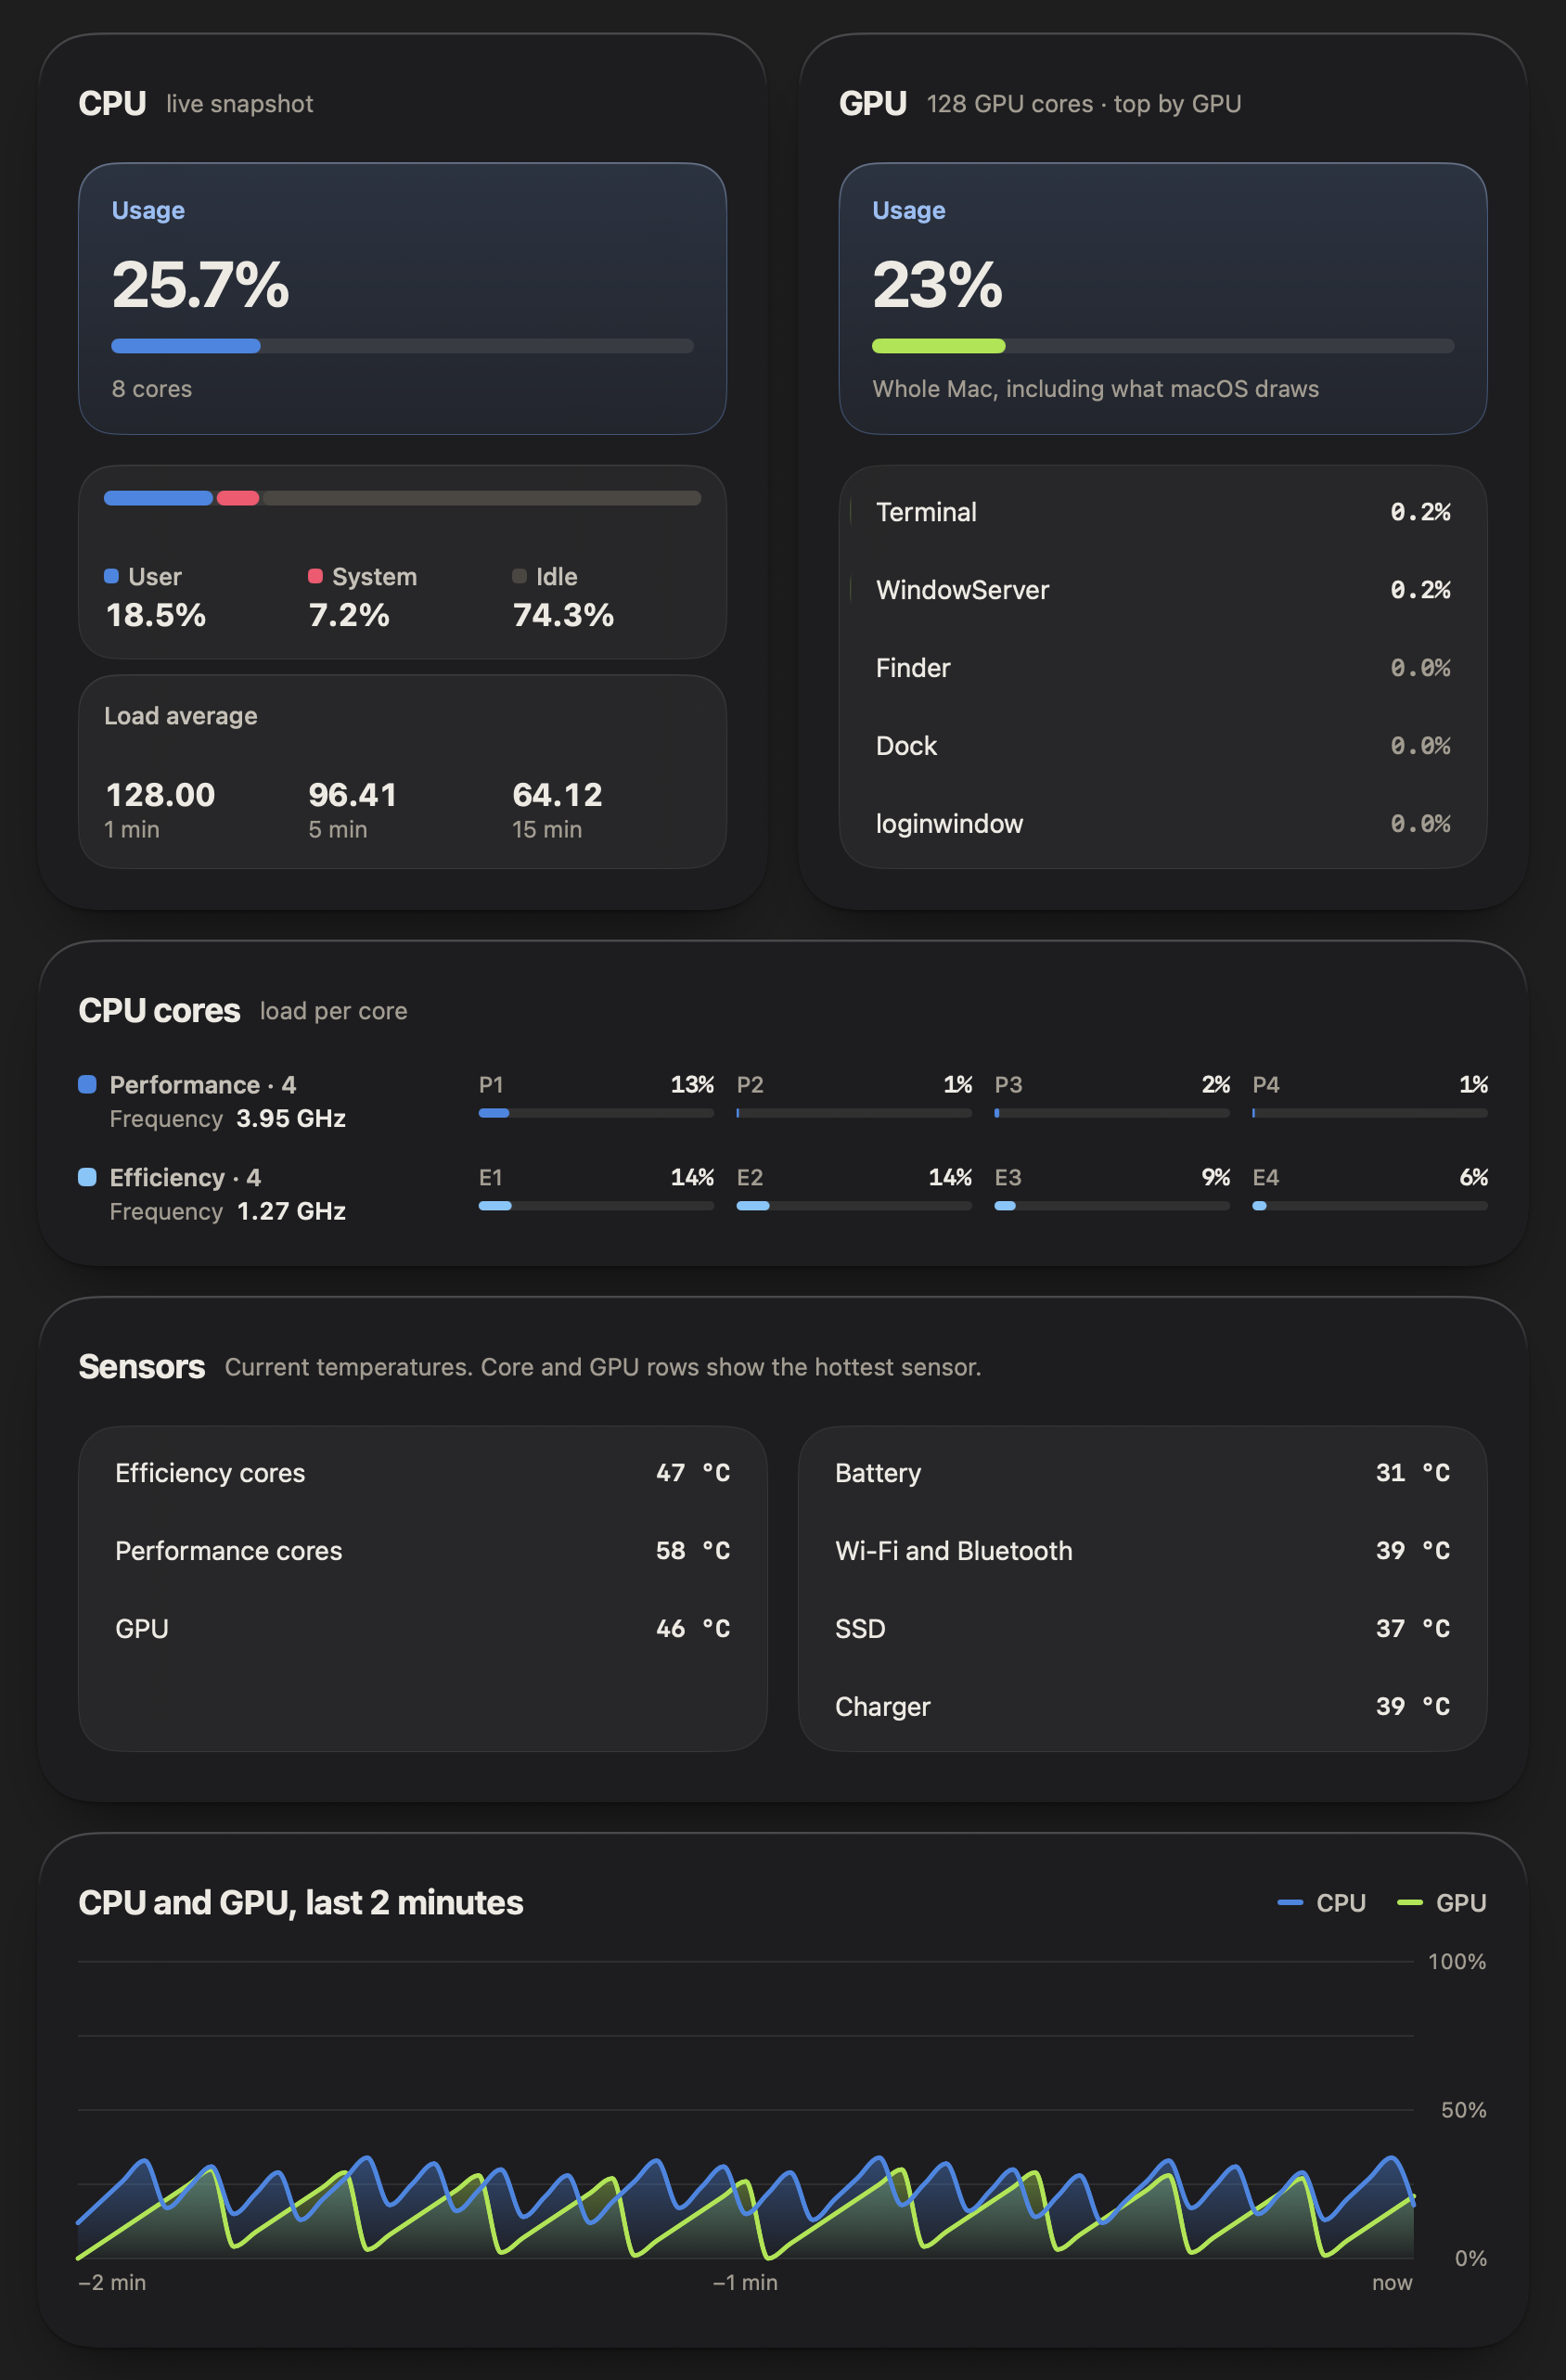 CPU live snapshot
Usage
25.7%
8 cores
User System Idle
18.5% 7.2% 74.3%
Load average
128.00 96.41 64.12
1 min 5 min 15 min
GPU 128 GPU cores · top by GPU
Usage
23%
Whole Mac, including what macOS draws
Terminal 0.2%
WindowServer 0.2%
Finder 0.0%
Dock 0.0%
loginwindow 0.0%
CPU cores load per core
Performance · 4
Frequency 3.95 GHz
P1 13% P2 1% P3 2% P4 1%
Efficiency · 4
Frequency 1.27 GHz
E1 14% E2 14% E3 9% E4 6%
Sensors Current temperatures. Core and GPU rows show the hottest sensor.
Efficiency cores 47 °C
Performance cores 58 °C
GPU 46 °C
Battery 31 °C
Wi-Fi and Bluetooth 39 °C
SSD 37 °C
Charger 39 °C
CPU and GPU, last 2 minutes CPU GPU
100%
50%
0%
−2 min −1 min now